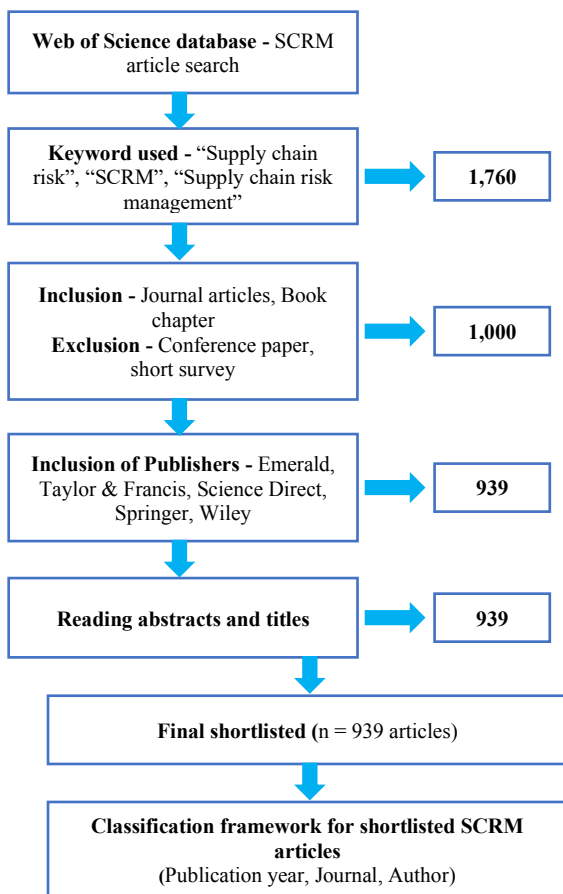 Web of Science database - SCRM
article search
Keyword used - “Supply chain
risk”, “SCRM”, “Supply chain risk
management”
1,760
Inclusion - Journal articles, Book
chapter
Exclusion - Conference paper,
short survey
1,000
Inclusion of Publishers - Emerald,
Taylor & Francis, Science Direct,
Springer, Wiley
939
Reading abstracts and titles
939
Final shortlisted (n = 939 articles)
Classification framework for shortlisted SCRM
articles
(Publication year, Journal, Author)